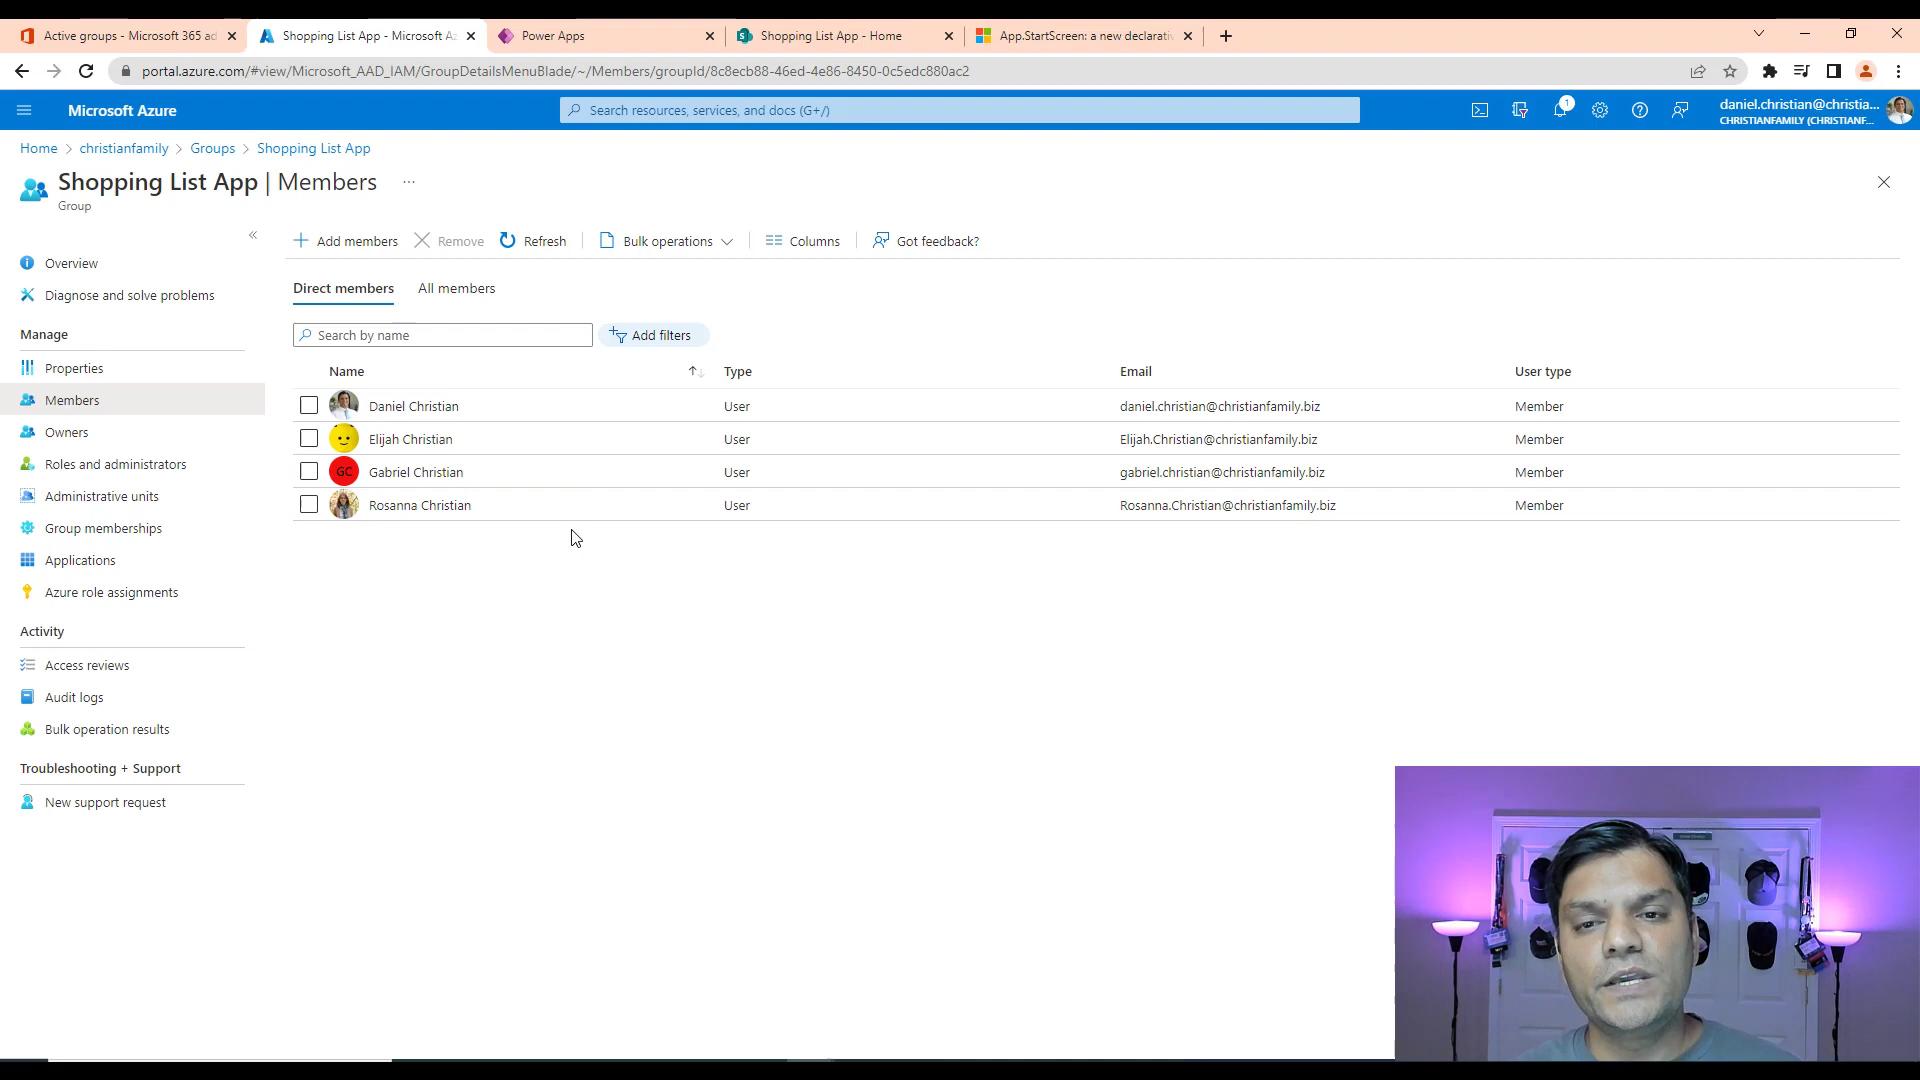 Active groups - Microsoft 365 ad
Shopping List App - Microsoft Az
Power Apps
Shopping List App - Home
App.StartScreen: a new declarati
portal.azure.com/#view/Microsoft_AAD_IAM/GroupDetailsMenuBlade/~/Members/groupId/8c8ecb88-46ed-4e86-8450-0c5edc880ac2
Microsoft Azure
Search resources, services, and docs (G+/)
1
daniel.christian@christia...
CHRISTIANFAMILY (CHRISTIANF...
Home > christianfamily > Groups > Shopping List App
Shopping List App | Members ...
Group
Add members
Remove
Refresh
Bulk operations
Columns
Got feedback?
Overview
Diagnose and solve problems
Manage
Properties
Members
Owners
Roles and administrators
Administrative units
Group memberships
Applications
Azure role assignments
Activity
Access reviews
Audit logs
Bulk operation results
Troubleshooting + Support
New support request
Direct members
All members
Search by name
Add filters
Name Type Email User type
Daniel Christian User daniel.christian@christianfamily.biz Member
Elijah Christian User Elijah.Christian@christianfamily.biz Member
GC Gabriel Christian User gabriel.christian@christianfamily.biz Member
Rosanna Christian User Rosanna.Christian@christianfamily.biz Member